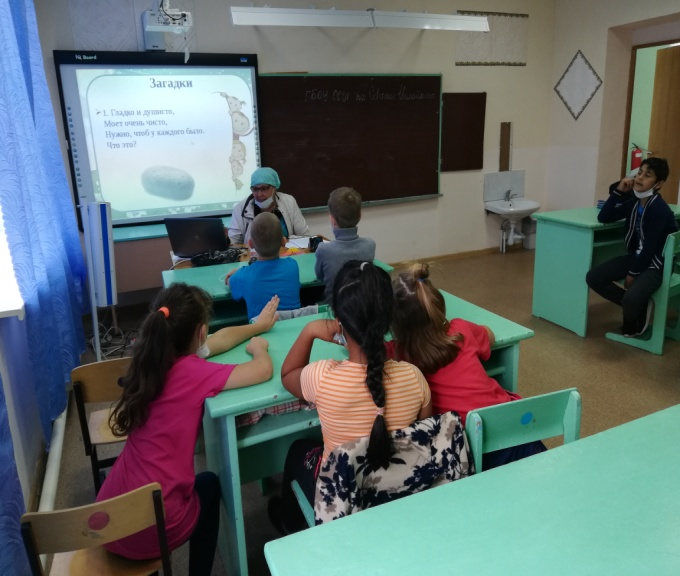 Загадки
1. Гладко и душисто,
Моет очень чисто,
Нужно, чтоб у каждого было.
Что это?